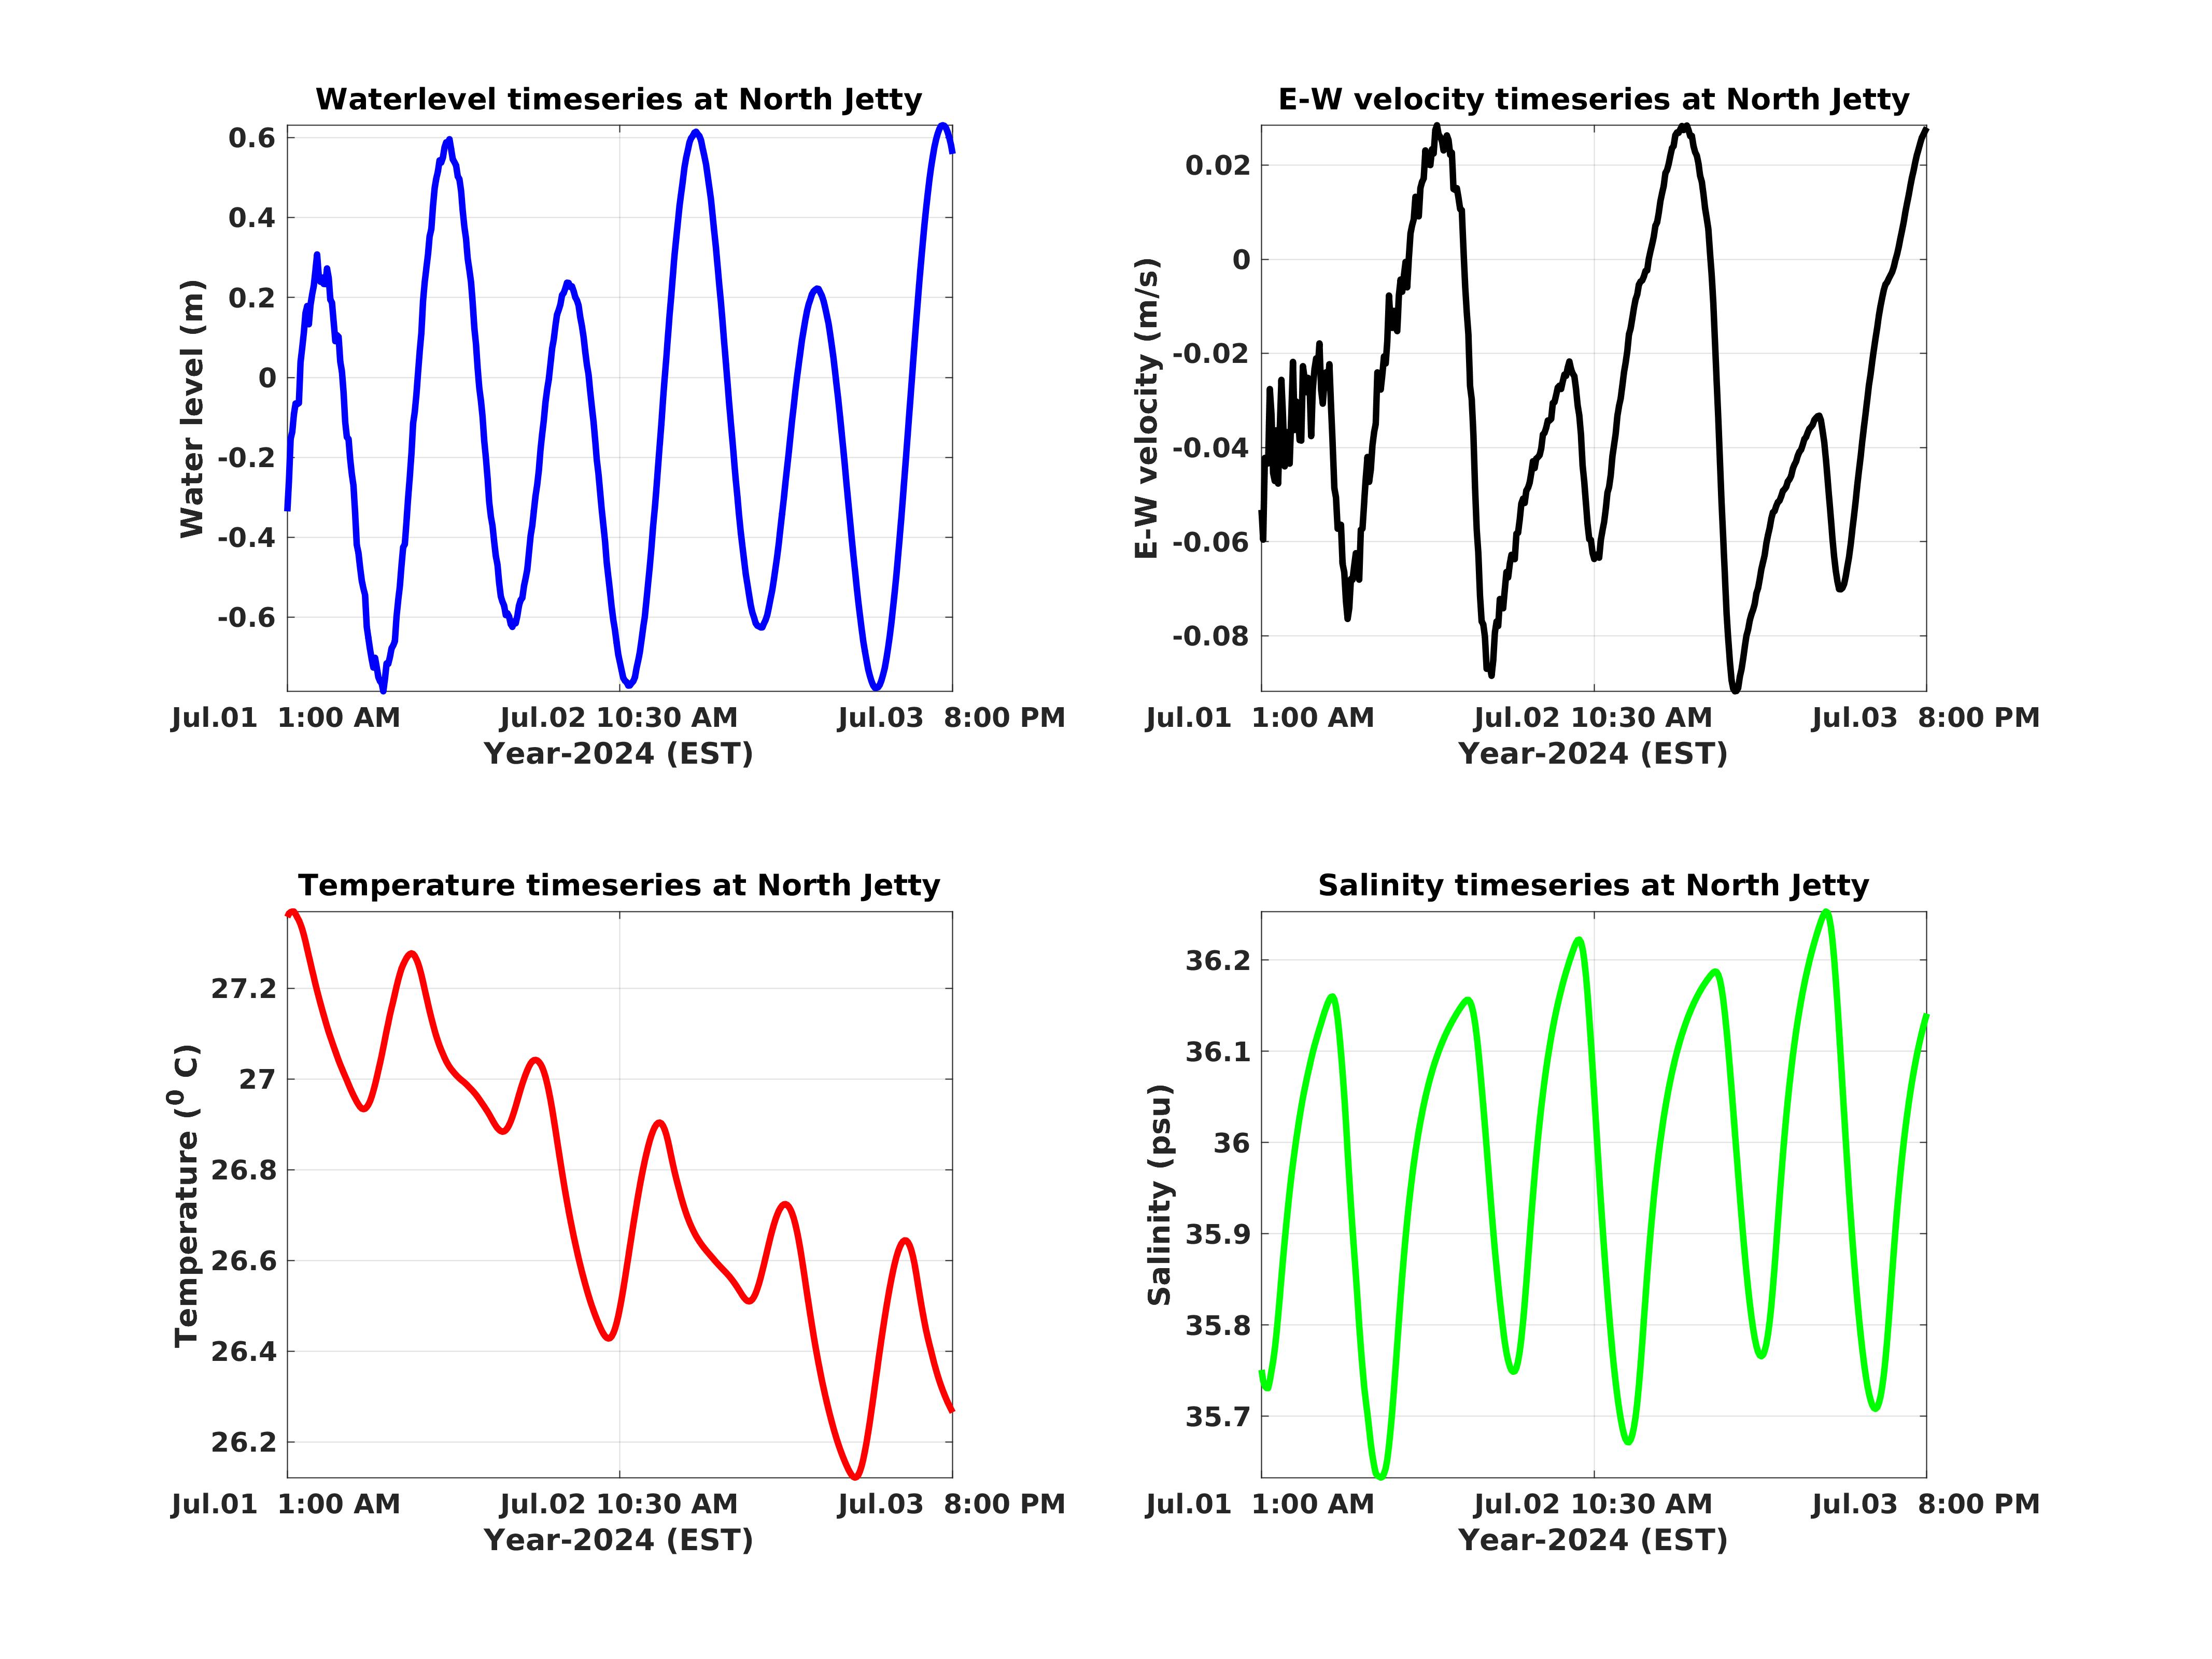 Waterlevel timeseries at North Jetty
0.6
0.4
0.2
0
-0.2
-0.4
-0.6
Water level (m)
Jul.01 1:00 AM Jul.02 10:30 AM Jul.03 8:00 PM
Year-2024 (EST)
E-W velocity timeseries at North Jetty
0.02
0
-0.02
-0.04
-0.06
-0.08
E-W velocity (m/s)
Jul.01 1:00 AM Jul.02 10:30 AM Jul.03 8:00 PM
Year-2024 (EST)
Temperature timeseries at North Jetty
27.2
27
26.8
26.6
26.4
26.2
Temperature (⁰ C)
Jul.01 1:00 AM Jul.02 10:30 AM Jul.03 8:00 PM
Year-2024 (EST)
Salinity timeseries at North Jetty
36.2
36.1
36
35.9
35.8
35.7
Salinity (psu)
Jul.01 1:00 AM Jul.02 10:30 AM Jul.03 8:00 PM
Year-2024 (EST)